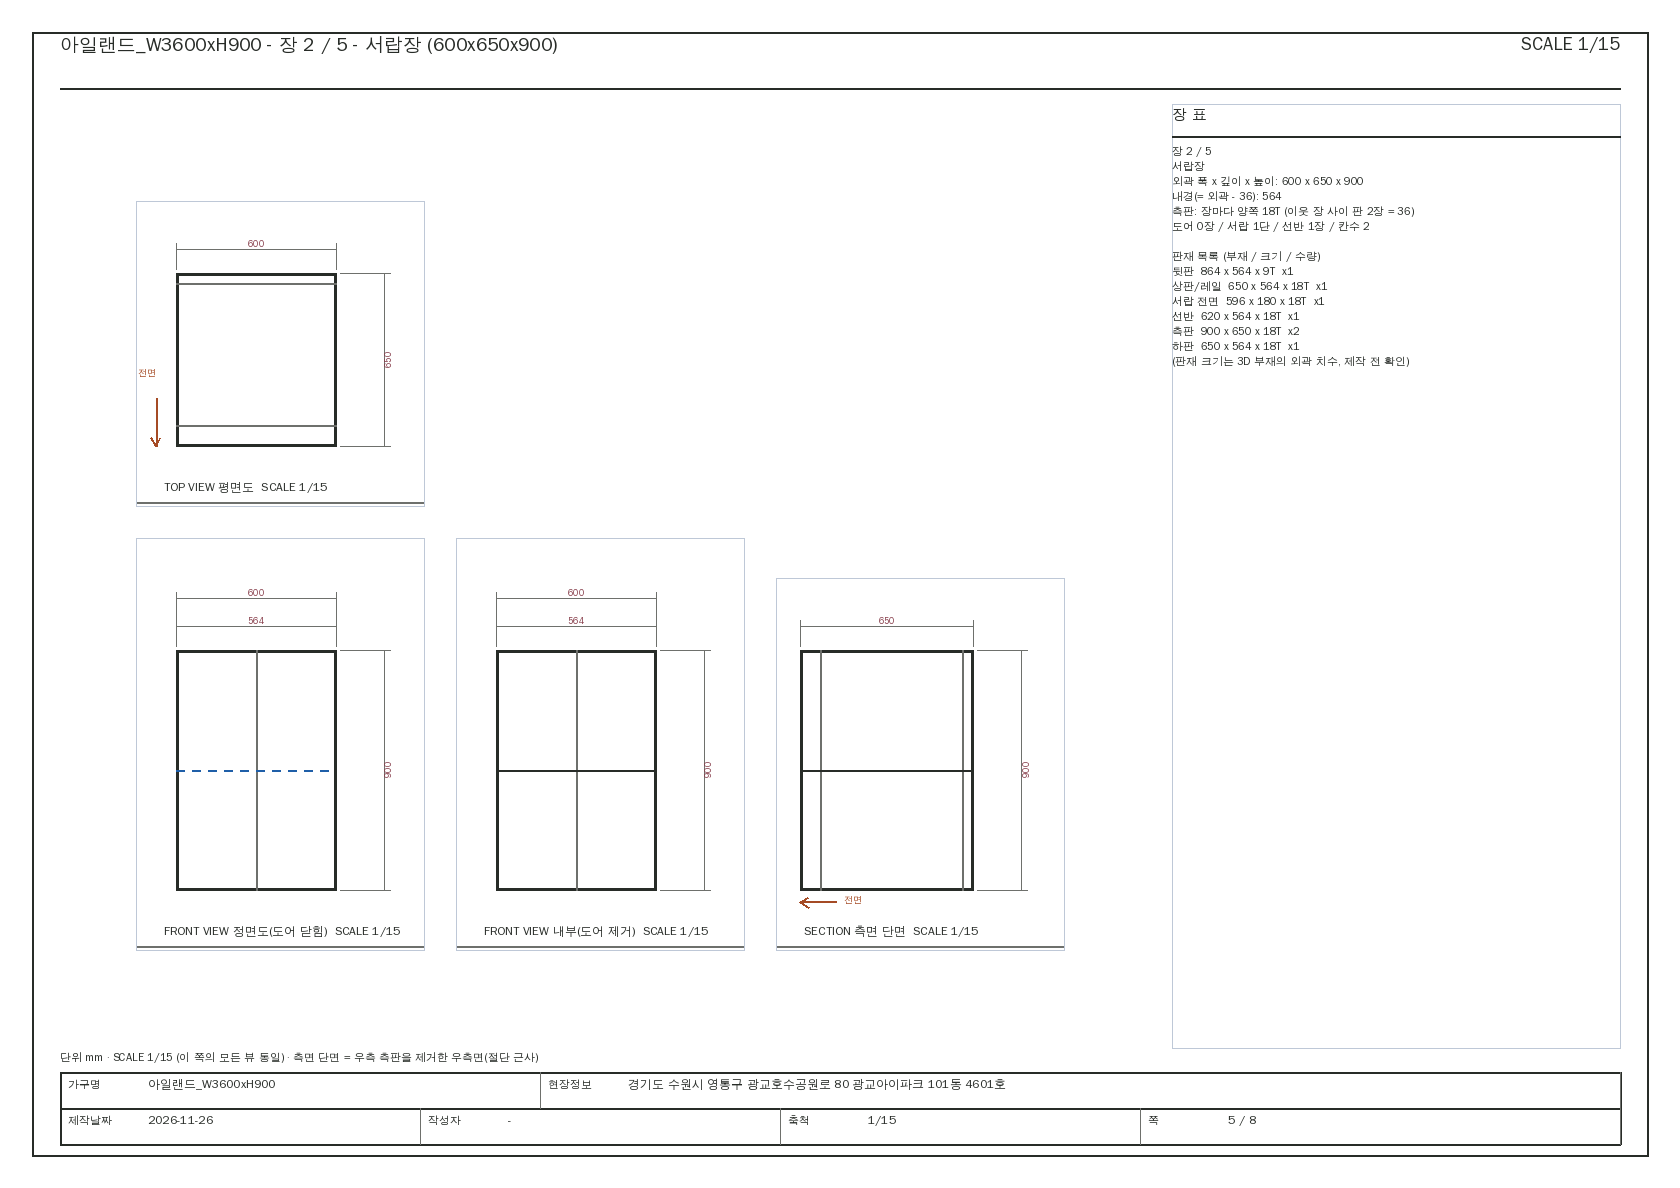 아일랜드_W3600xH900 - 장 2 / 5 - 서랍장 (600x650x900)
SCALE 1/15
장 표
장 2 / 5
서랍장
외곽 폭 x 깊이 x 높이: 600 x 650 x 900
내경(= 외곽 - 36): 564
측판: 장마다 양쪽 18T (이웃 장 사이 판 2장 = 36)
도어 0장 / 서랍 1단 / 선반 1장 / 칸수 2
판재 목록 (부재 / 크기 / 수량)
뒷판 864 x 564 x 9T x1
상판/레일 650 x 564 x 18T x1
서랍 전면 596 x 180 x 18T x1
선반 620 x 564 x 18T x1
측판 900 x 650 x 18T x2
하판 650 x 564 x 18T x1
(판재 크기는 3D 부재의 외곽 치수, 제작 전 확인)
600
650
전면
TOP VIEW 평면도 SCALE 1/15
600
564
900
FRONT VIEW 정면도(도어 닫힘) SCALE 1/15
600
564
900
FRONT VIEW 내부(도어 제거) SCALE 1/15
650
900
전면
SECTION 측면 단면 SCALE 1/15
단위 mm · SCALE 1/15 (이 쪽의 모든 뷰 동일) · 측면 단면 = 우측 측판을 제거한 우측면(절단 근사)
가구명 아일랜드_W3600xH900
현장정보 경기도 수원시 영통구 광교호수공원로 80 광교아이파크 101동 4601호
제작날짜 2026-11-26
작성자 -
축척 1/15
쪽 5 / 8